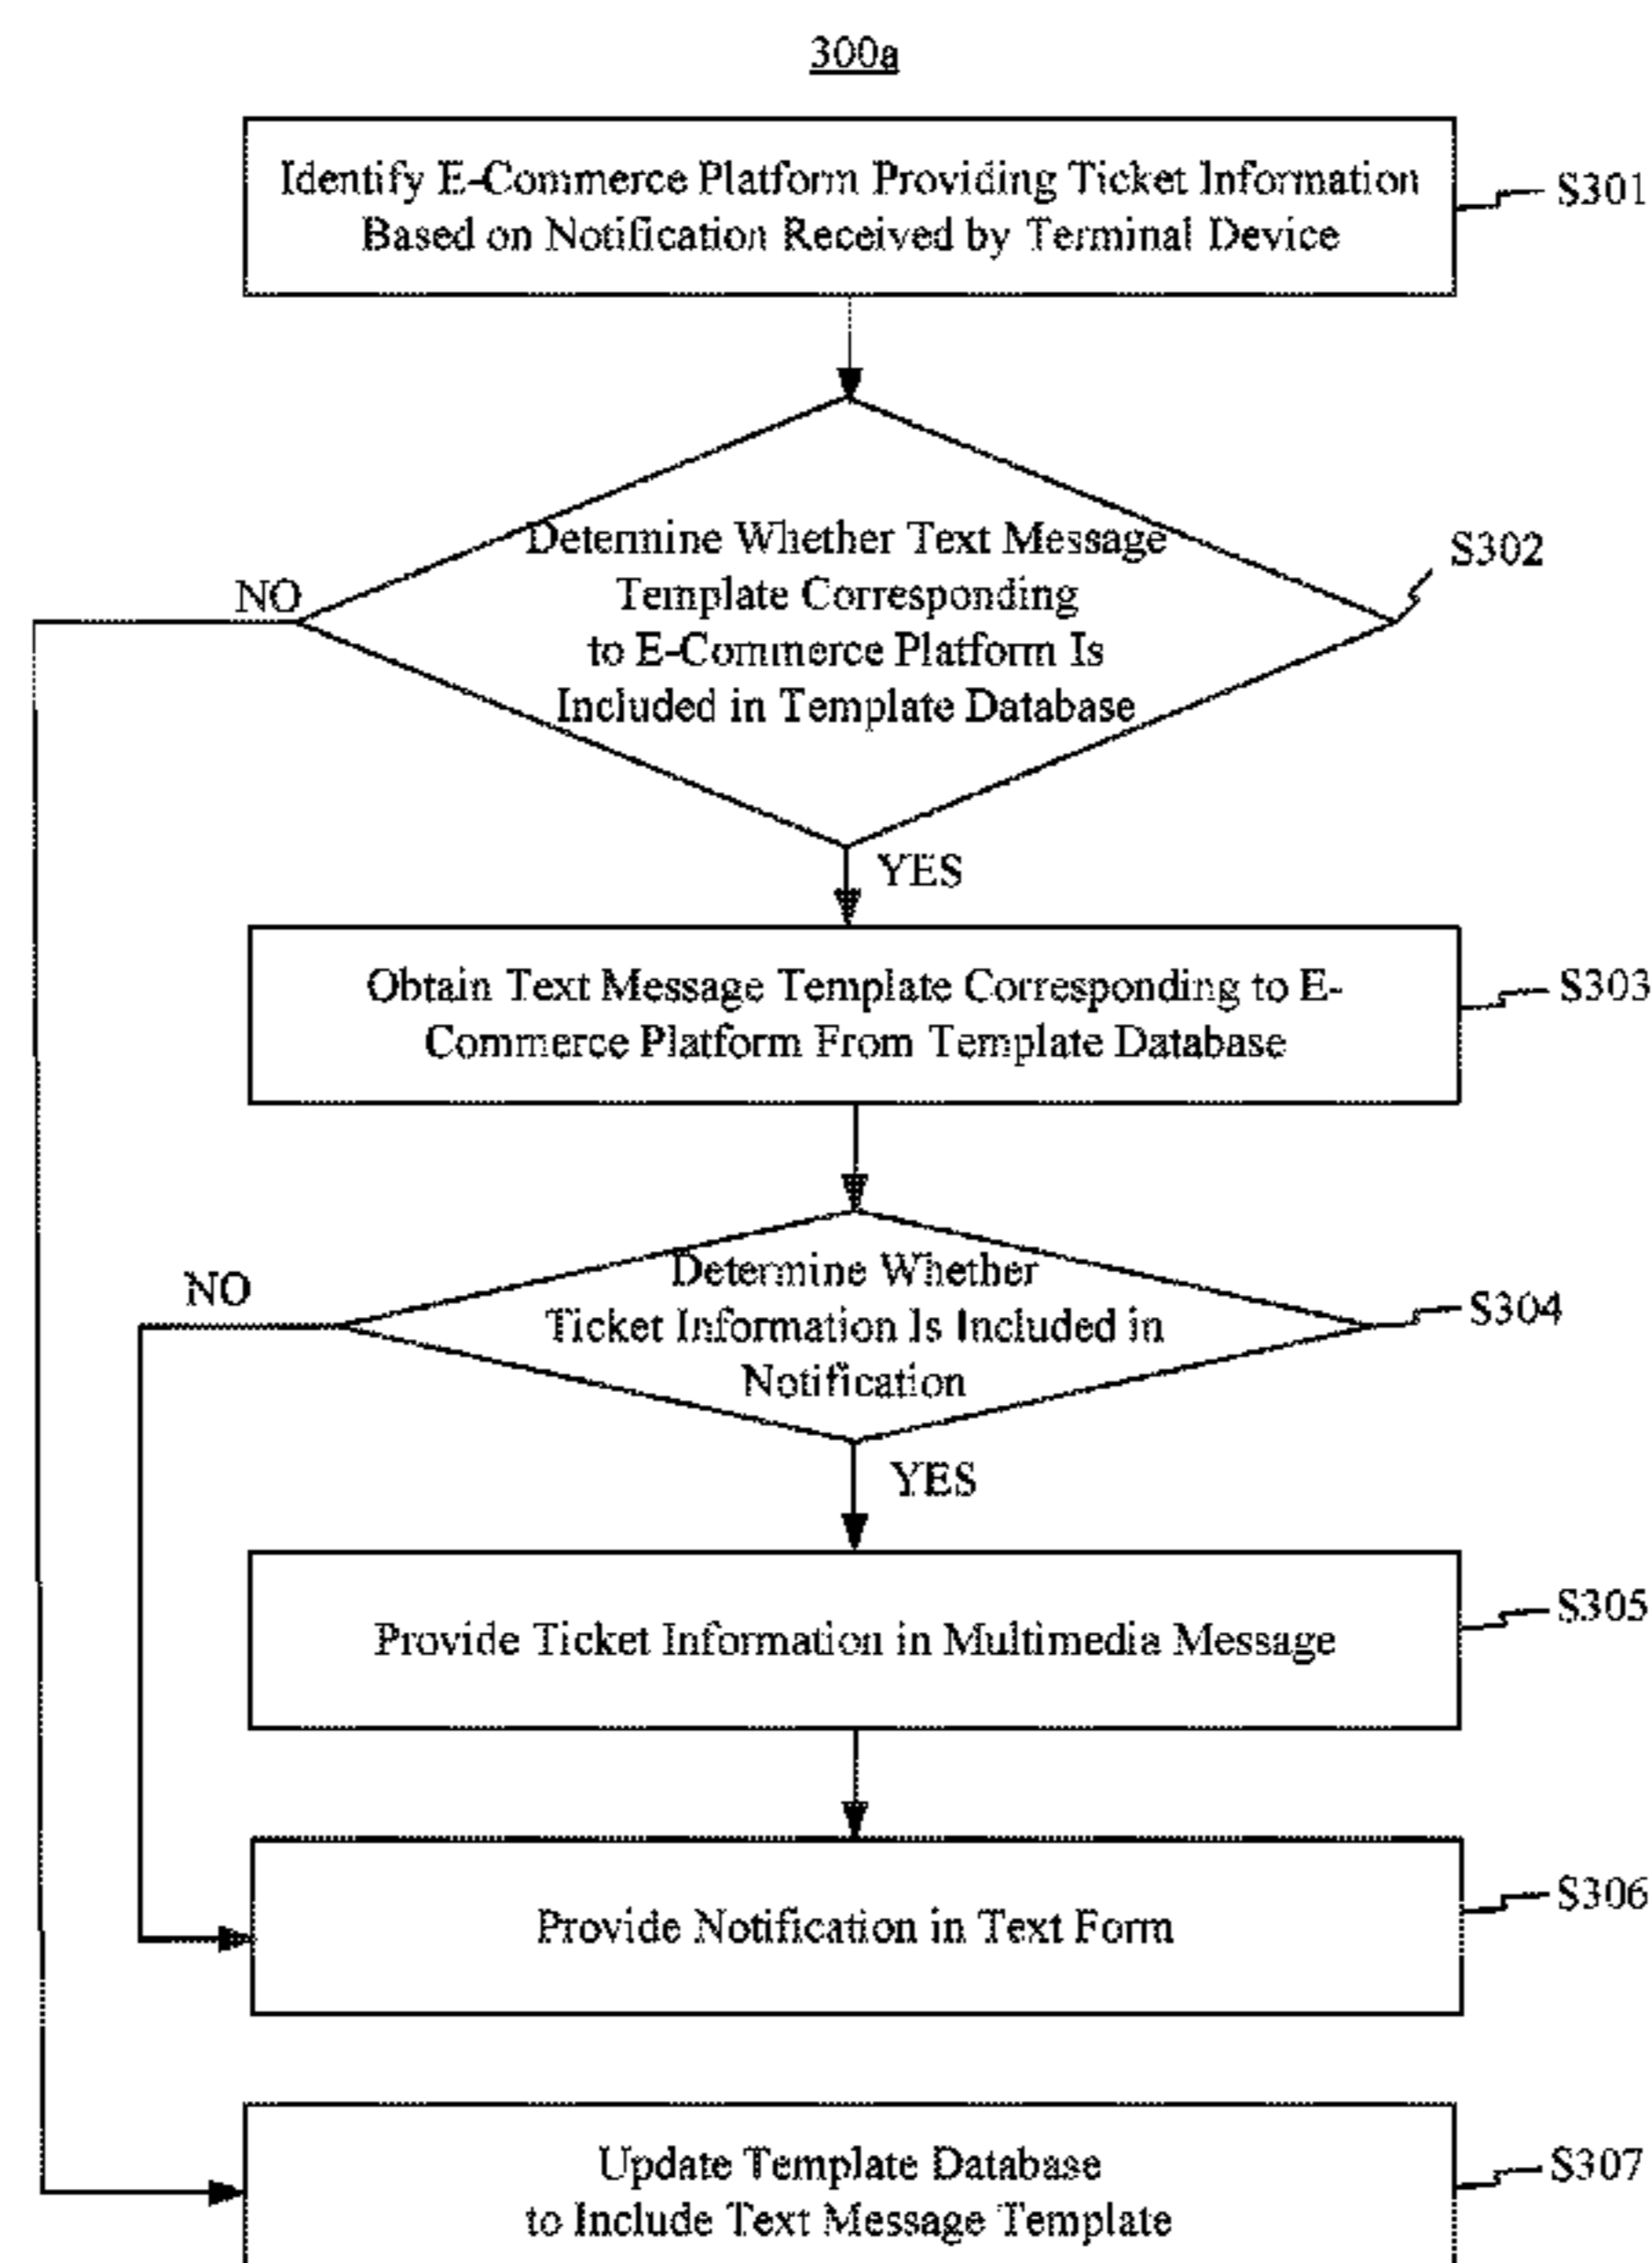 300a
Identify E-Commerce Platform Providing Ticket Information
Based on Notification Received by Terminal Device
S301
Determine Whether Text Message
Template Corresponding
to E-Commerce Platform Is
Included in Template Database
S302
NO
YES
Obtain Text Message Template Corresponding to E-
Commerce Platform From Template Database
S303
Determine Whether
Ticket Information Is Included in
Notification
S304
NO
YES
Provide Ticket Information in Multimedia Message
S305
Provide Notification in Text Form
S306
Update Template Database
to Include Text Message Template
S307